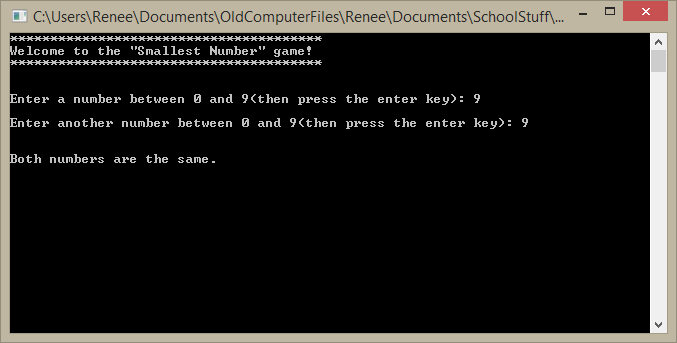 C:\Users\Renee\Documents\OldComputerFiles\Renee\Documents\SchoolStuff\...
***************************************
Welcome to the "Smallest Number" game!
***************************************
Enter a number between 0 and 9(then press the enter key): 9
Enter another number between 0 and 9(then press the enter key): 9
Both numbers are the same.